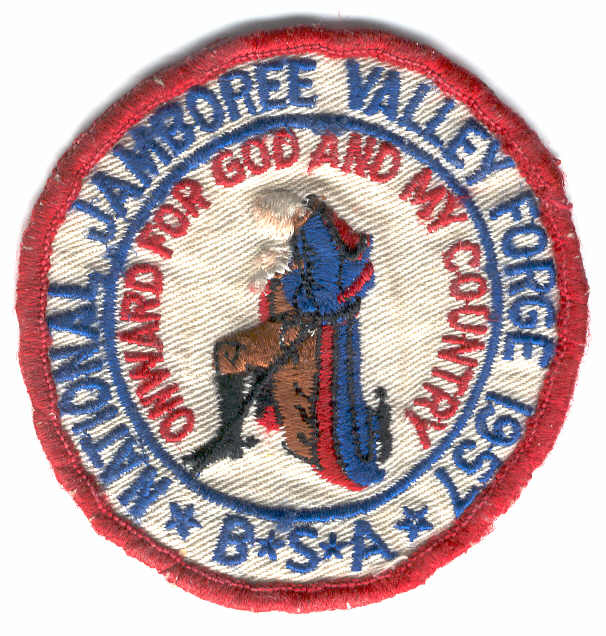 NATIONAL JAMBOREE VALLEY FORGE 1957
ONWARD FOR GOD AND MY COUNTRY
★ B★S★A ★